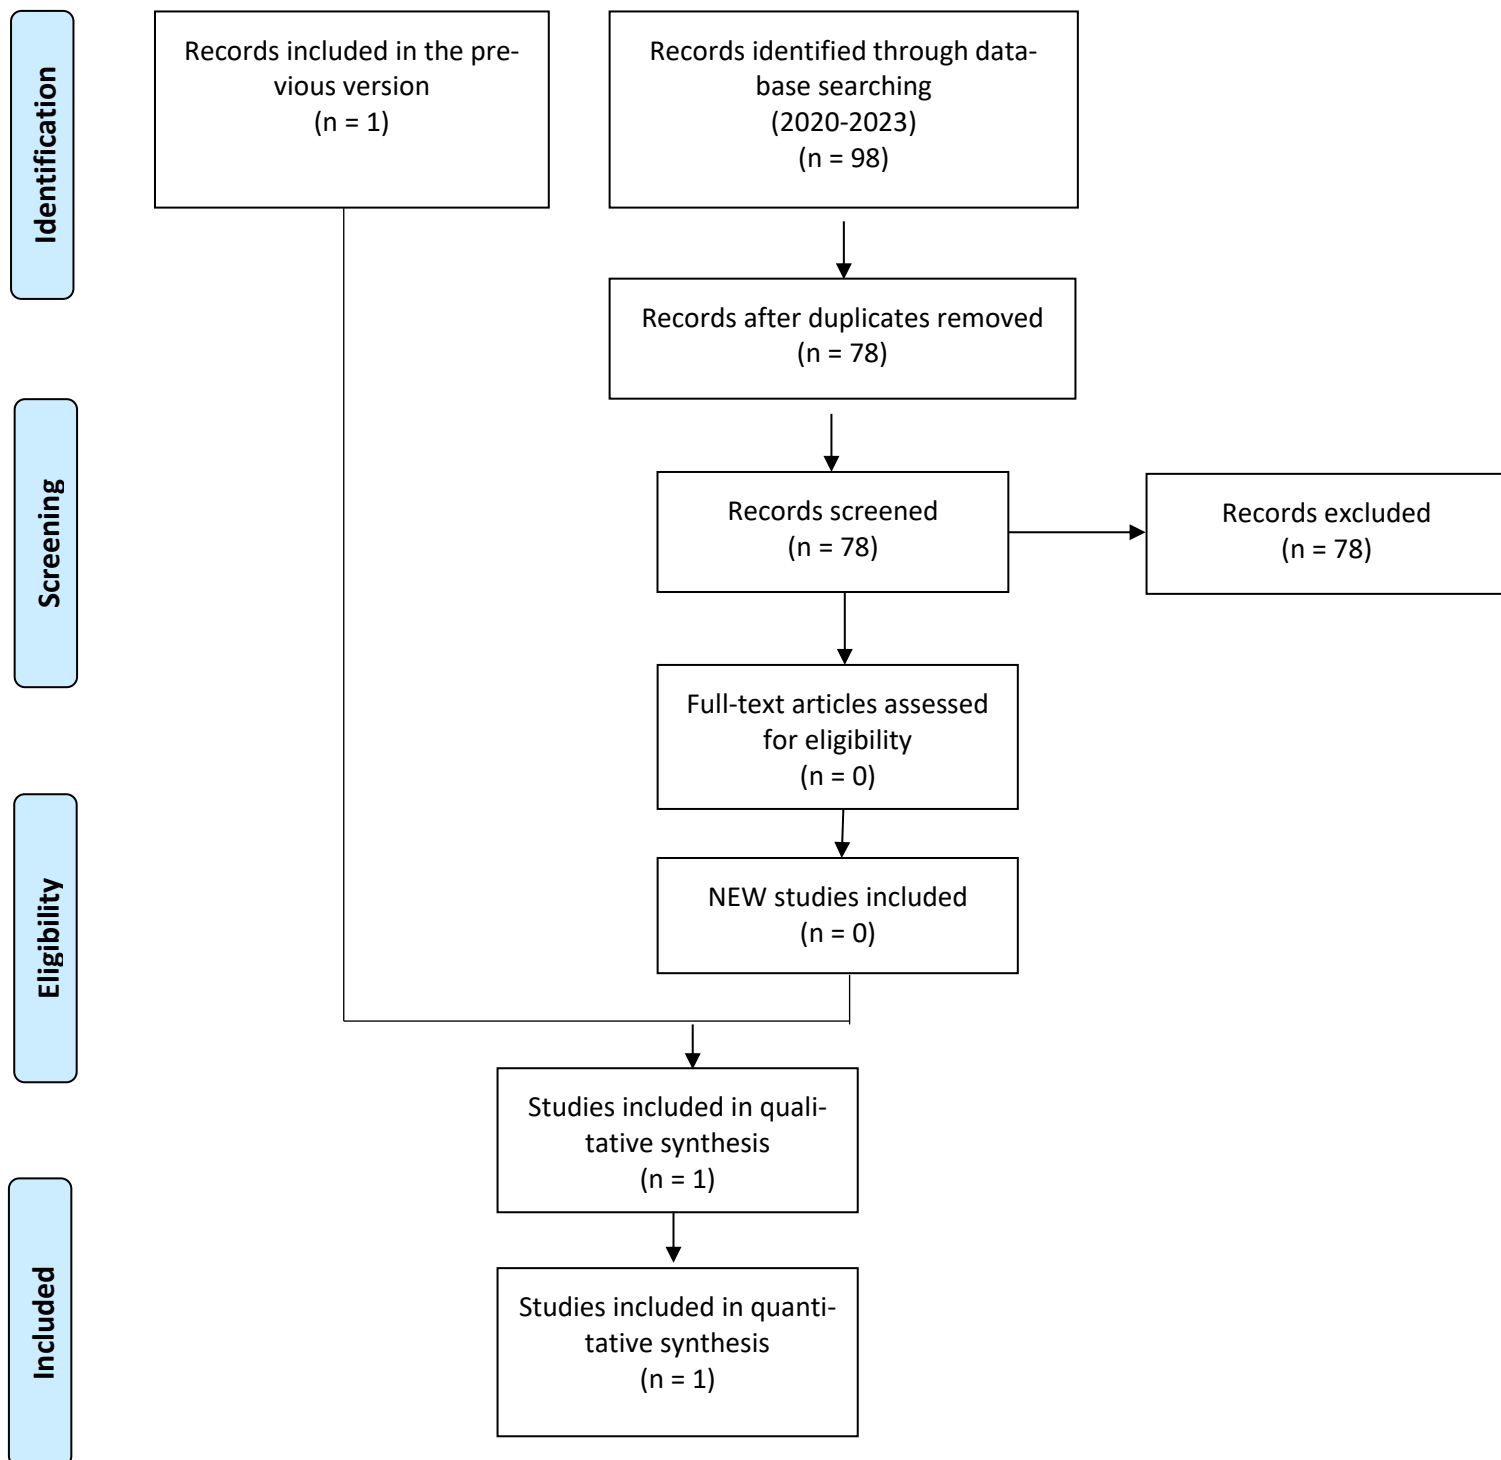 Identification
Records included in the pre-
vious version
(n = 1)
Records identified through data-
base searching
(2020-2023)
(n = 98)
Records after duplicates removed
(n = 78)
Screening
Records screened
(n = 78)
Records excluded
(n = 78)
Full-text articles assessed
for eligibility
(n = 0)
Eligibility
NEW studies included
(n = 0)
Studies included in quali-
tative synthesis
(n = 1)
Included
Studies included in quanti-
tative synthesis
(n = 1)